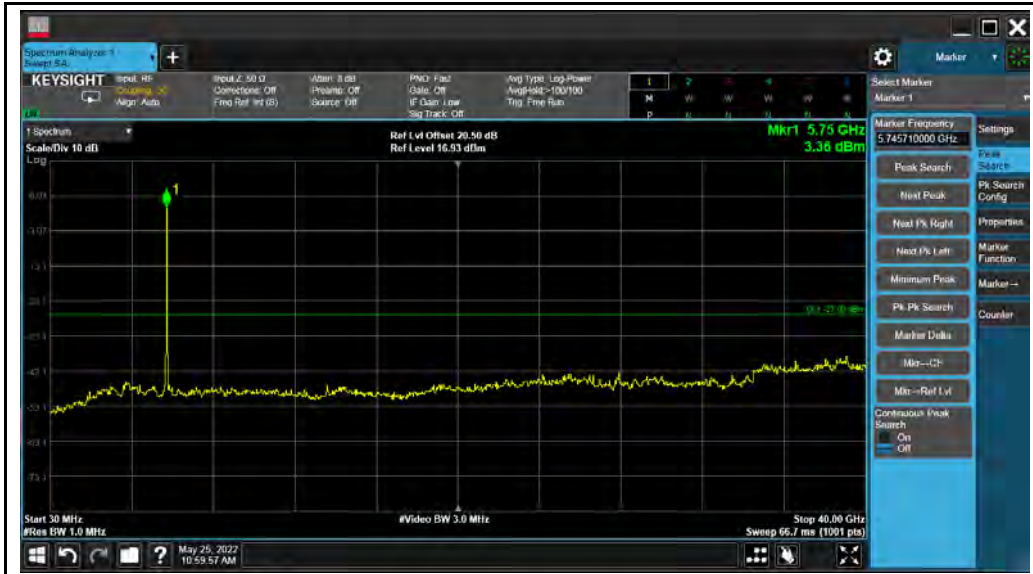 Spectrum Analyzer 1
Swept SA
+
Marker
KEYSIGHT
Input: RF
Coupling: DC
Align: Auto
Input Z: 50 Ω
Corrections: Off
Freq Ref: Int (S)
Atten: 8 dB
Preamp: Off
Source: Off
PNO: Fast
Gate: Off
IF Gain: Low
Sig Track: Off
Avg Type: Log-Power
Avg|Hold:>100/100
Trig: Free Run
1
2
4
M
W
W
W
W
P
N
N
N
N
Select Marker
Marker 1
1 Spectrum
Scale/Div 10 dB
Log
Ref Lvl Offset 20.50 dB
Ref Level 16.93 dBm
Mkr1 5.75 GHz
3.36 dBm
1
Start 30 MHz
#Res BW 1.0 MHz
#Video BW 3.0 MHz
Stop 40.00 GHz
Sweep 66.7 ms (1001 pts)
Marker Frequency
5.745710000 GHz
Peak Search
Next Peak
Next Pk Right
Next Pk Left
Minimum Peak
Pk-Pk Search
Marker Delta
Mkr→CF
Mkr→Ref Lvl
Continuous Peak
Search
On
Off
Settings
Peak
Search
Pk Search
Config
Properties
Marker
Function
Marker→
Counter
?
May 25, 2022
10:59:57 AM